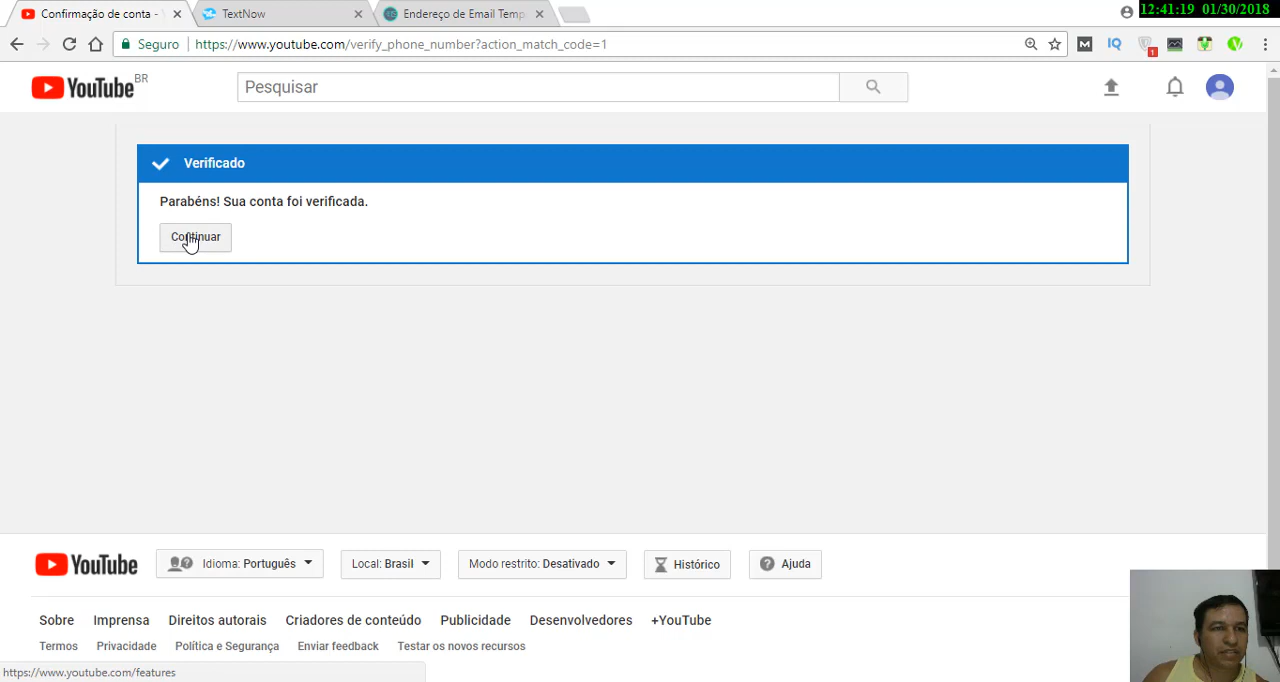 Confirmação de conta -
TextNow
Endereço de Email Temp
12:41:19 01/30/2018
Seguro
https://www.youtube.com/verify_phone_number?action_match_code=1
M
IQ
1
YouTube BR
Pesquisar
Verificado
Parabéns! Sua conta foi verificada.
Continuar
YouTube
Idioma: Português
Local: Brasil
Modo restrito: Desativado
Histórico
Ajuda
Sobre
Imprensa
Direitos autorais
Criadores de conteúdo
Publicidade
Desenvolvedores
+YouTube
Termos
Privacidade
Política e Segurança
Enviar feedback
Testar os novos recursos
https://www.youtube.com/features